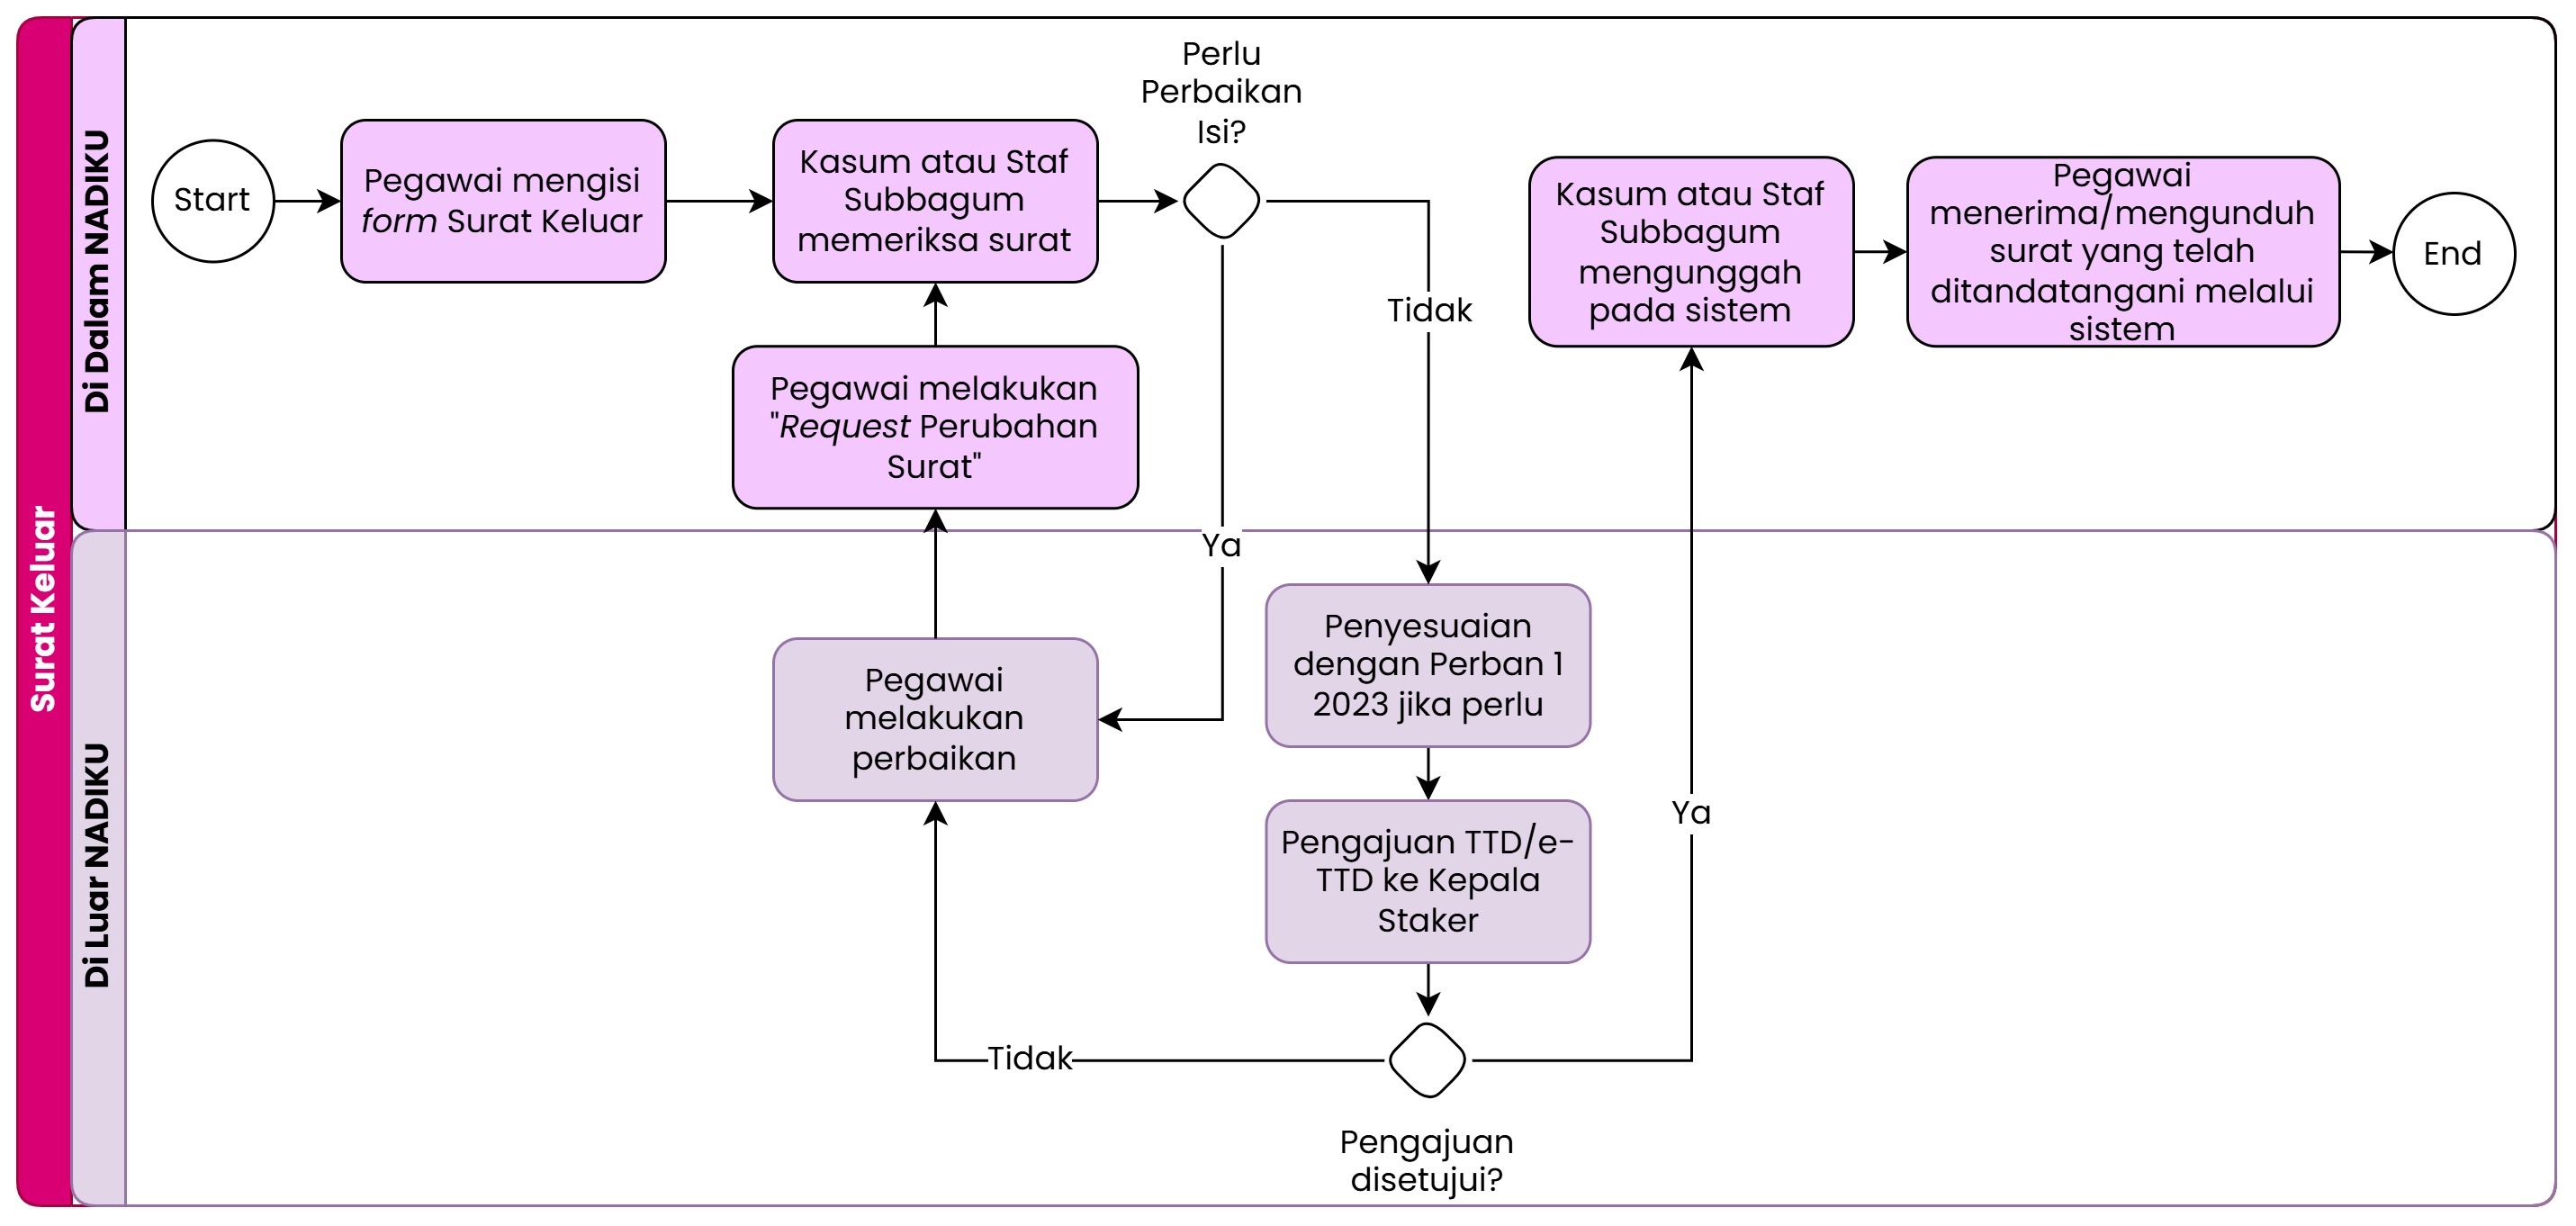 Surat Keluar
Di Dalam NADIKU
Start
Pegawai mengisi
form Surat Keluar
Kasum atau Staf
Subbagum
memeriksa surat
Perlu
Perbaikan
Isi?
Tidak
Ya
Pegawai melakukan
"Request Perubahan
Surat"
Kasum atau Staf
Subbagum
mengunggah
pada sistem
Pegawai
menerima/mengunduh
surat yang telah
ditandatangani melalui
sistem
End
Di Luar NADIKU
Pegawai
melakukan
perbaikan
Penyesuaian
dengan Perban 1
2023 jika perlu
Pengajuan TTD/e-
TTD ke Kepala
Staker
Ya
Tidak
Pengajuan
disetujui?